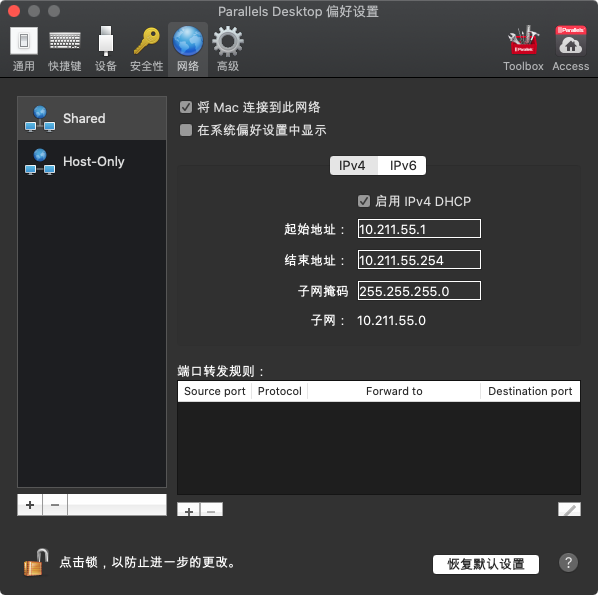 Parallels Desktop 偏好设置
通用 快捷键 设备 安全性 网络 高级 Toolbox Access
Parallels
Shared
Host-Only
将 Mac 连接到此网络
在系统偏好设置中显示
IPv4 IPv6
启用 IPv4 DHCP
起始地址： 10.211.55.1
结束地址： 10.211.55.254
子网掩码 255.255.255.0
子网： 10.211.55.0
端口转发规则：
Source port Protocol Forward to Destination port
点击锁，以防止进一步的更改。
恢复默认设置 ?